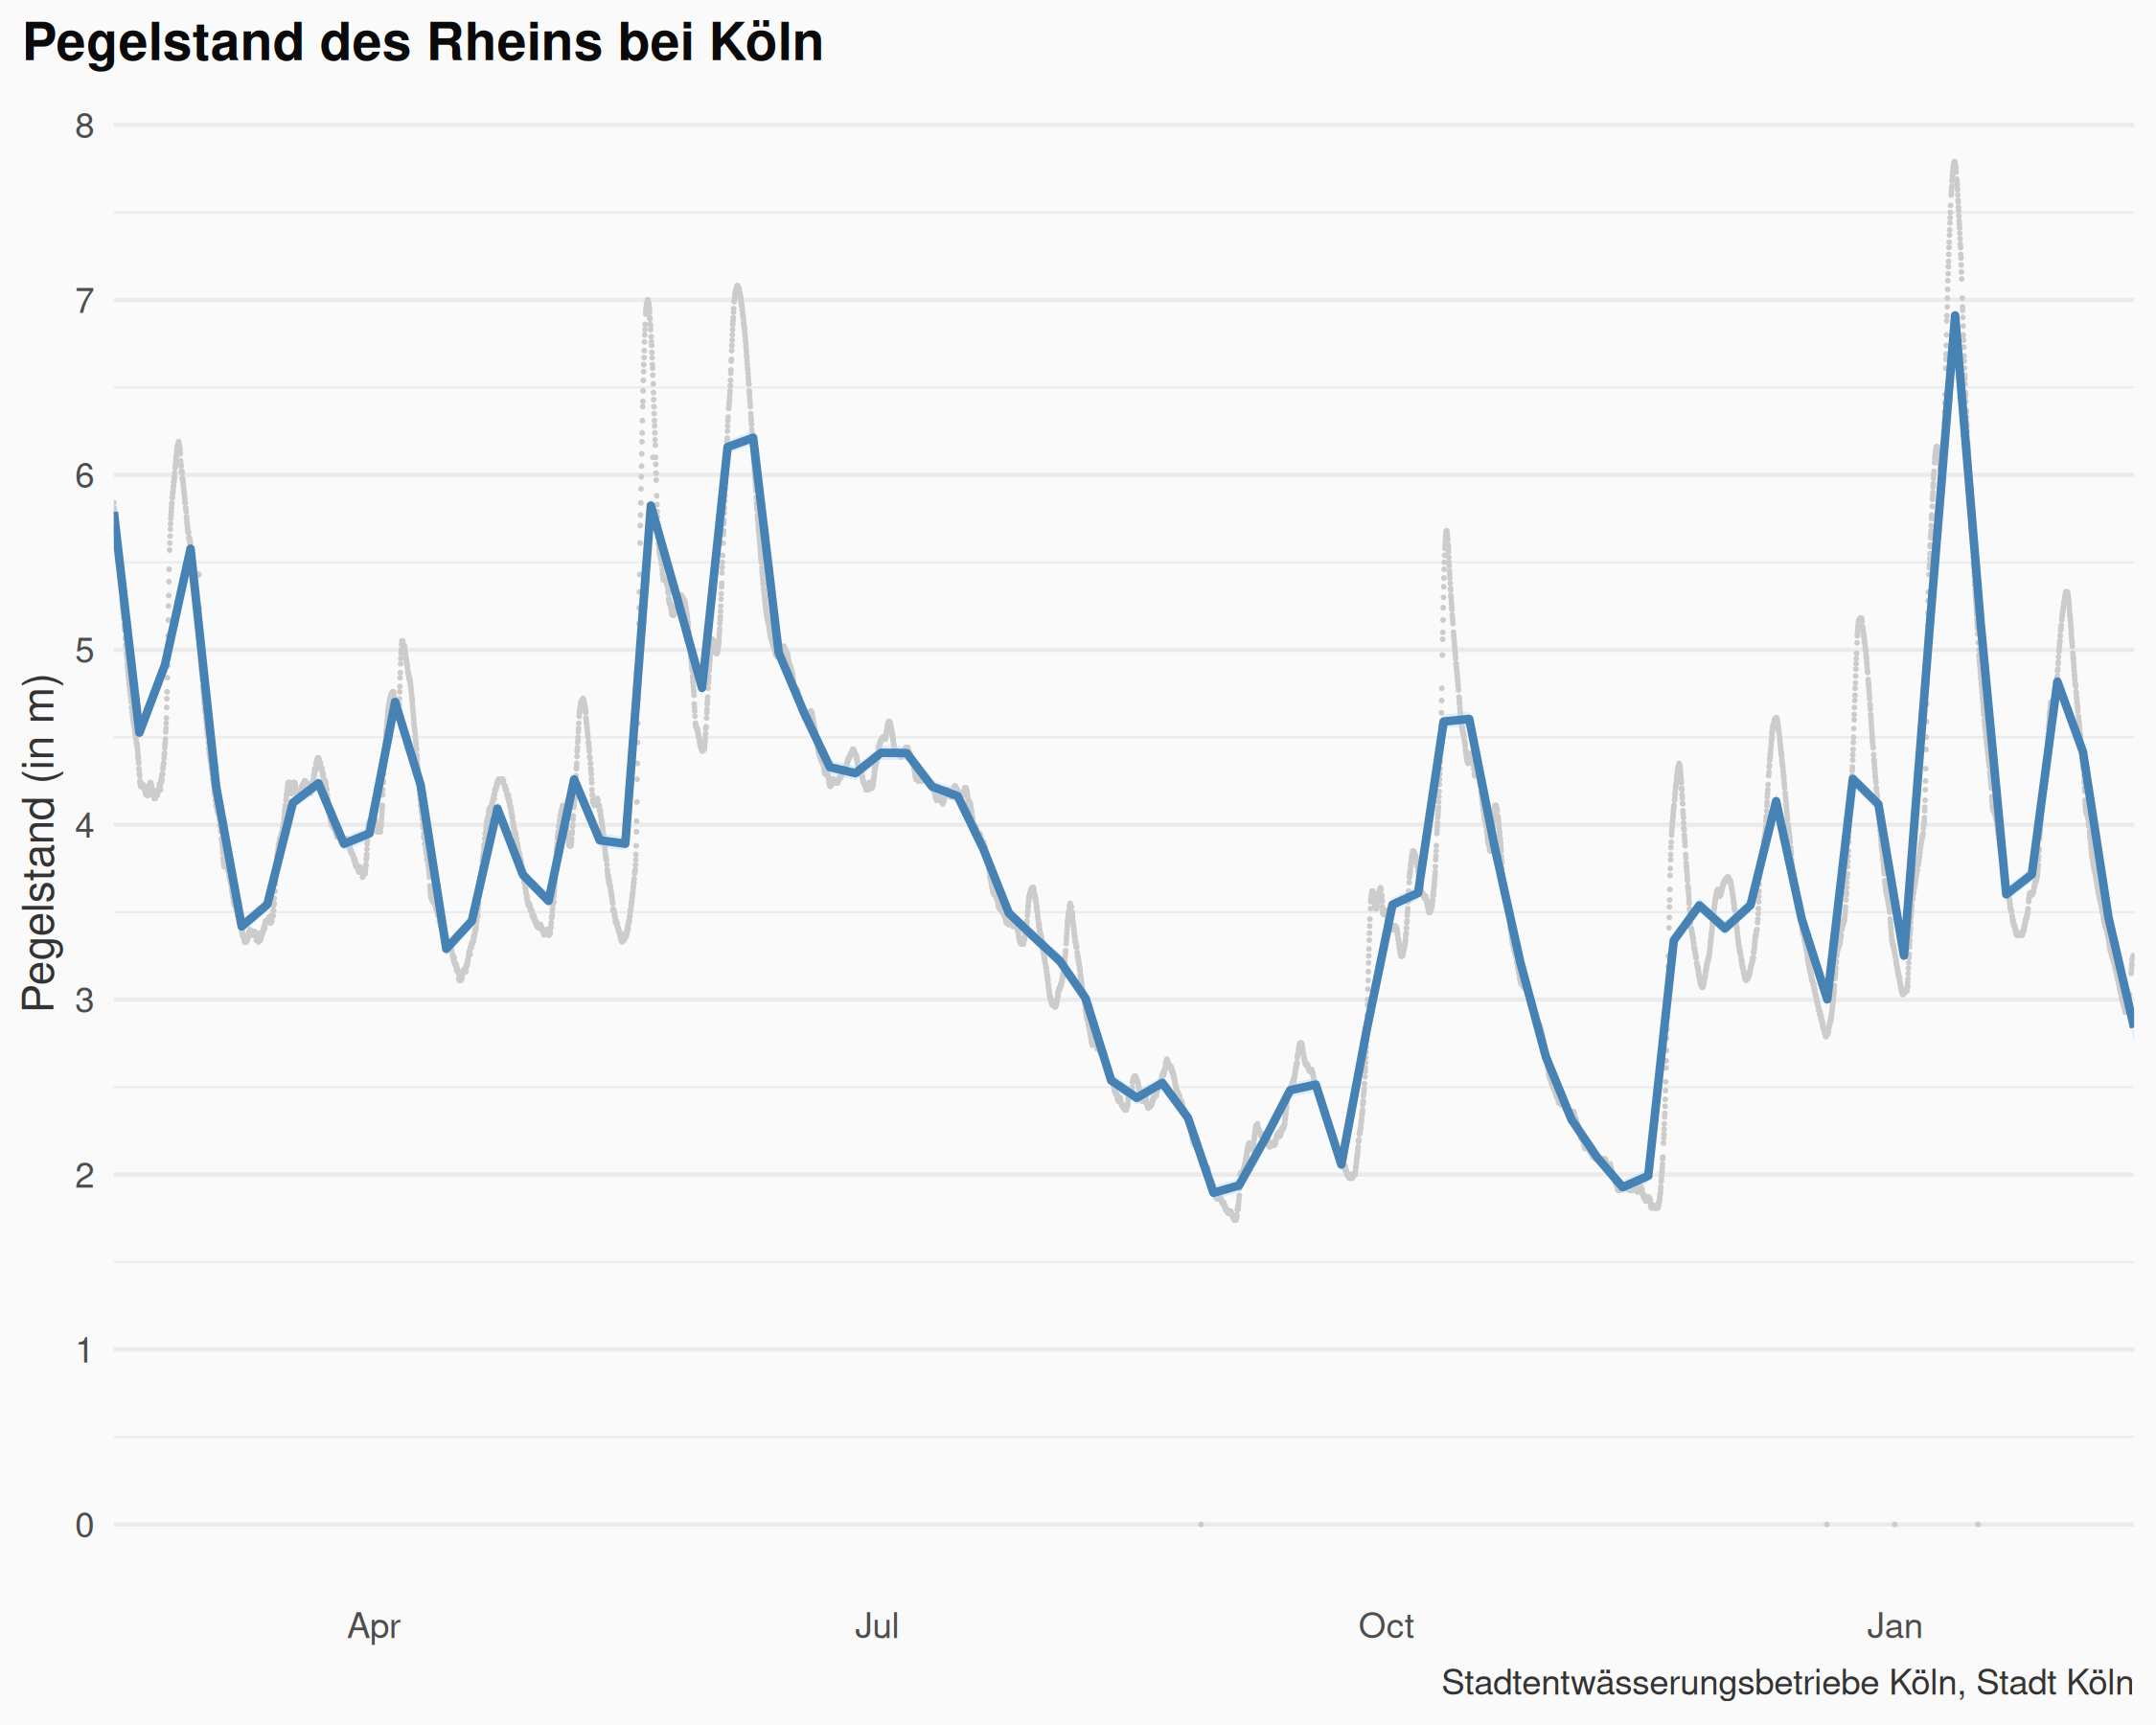 Pegelstand des Rheins bei Köln
8
7
6
5
4
3
2
1
0
Pegelstand (in m)
Apr Jul Oct Jan
Stadtentwässerungsbetriebe Köln, Stadt Köln